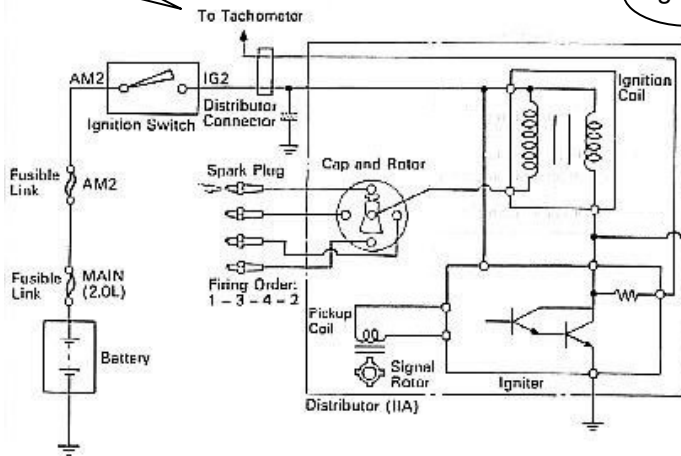 To Tachometer
AM2
IG2
Ignition Switch
Distributor
Connector
Ignition
Coil
Fusible
Link
AM2
Spark Plug
Cap and Rotor
Fusible
Link
MAIN
(2.0L)
Firing Order:
1 – 3 – 4 – 2
Pickup
Coil
Battery
Signal
Rotor
Igniter
Distributor (IIA)